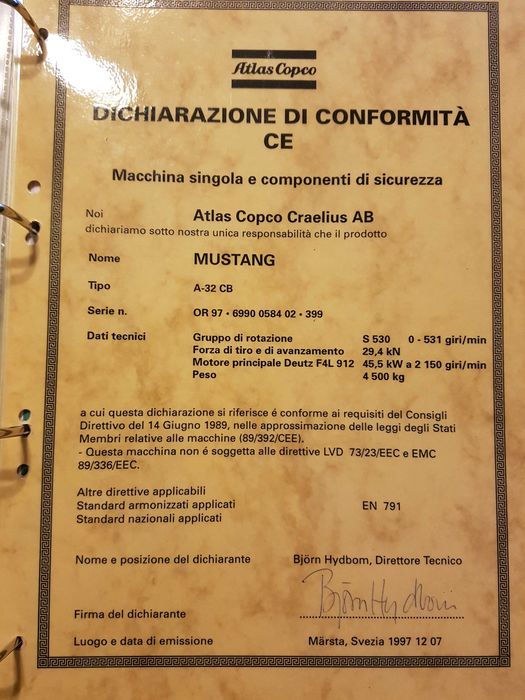 Atlas Copco
DICHIARAZIONE DI CONFORMITÀ
CE
Macchina singola e componenti di sicurezza
Noi Atlas Copco Craelius AB
dichiariamo sotto nostra unica responsabilità che il prodotto
Nome MUSTANG
Tipo A-32 CB
Serie n. OR 97 • 6990 0584 02 • 399
Dati tecnici Gruppo di rotazione S 530 0 - 531 giri/min
Forza di tiro e di avanzamento 29,4 kN
Motore principale Deutz F4L 912 45,5 kW a 2 150 giri/min
Peso 4 500 kg
a cui questa dichiarazione si riferisce é conforme ai requisiti del Consigli
Direttivo del 14 Giugno 1989, nelle approssimazione delle leggi degli Stati
Membri relative alle macchine (89/392/CEE).
- Questa macchina non é soggetta alle direttive LVD 73/23/EEC e EMC
89/336/EEC.
Altre direttive applicabili
Standard armonizzati applicati EN 791
Standard nazionali applicati
Nome e posizione del dichiarante Björn Hydbom, Direttore Tecnico
Björn Hydbom
Firma del dichiarante
Luogo e data di emissione Märsta, Svezia 1997 12 07